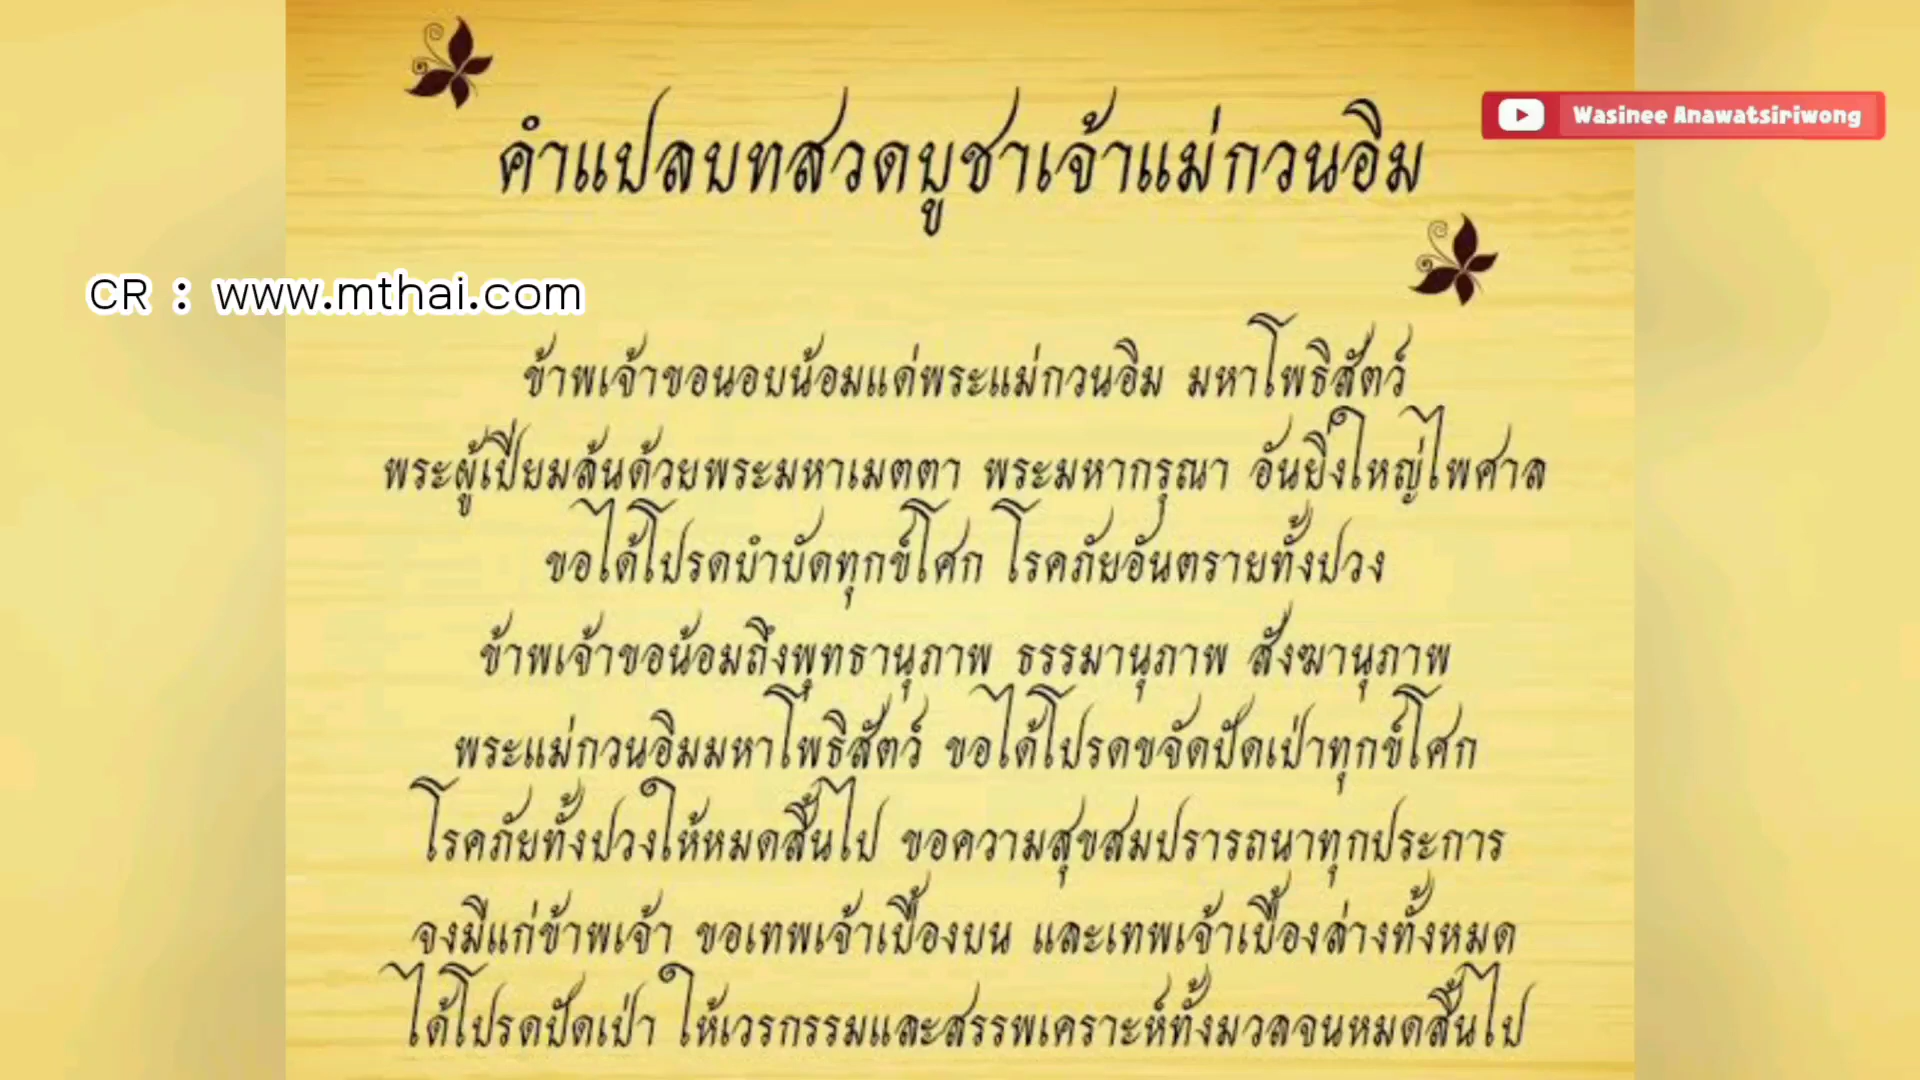 คำแปลบทสวดบูชาเจ้าแม่กวนอิม
Wasinee Anawatsiriwong
CR : www.mthai.com
ข้าพเจ้าขอนอบน้อมแด่พระแม่กวนอิม มหาโพธิสัตว์
พระผู้เปี่ยมล้นด้วยพระมหาเมตตา พระมหากรุณา อันยิ่งใหญ่ไพศาล
ขอได้โปรดบำบัดทุกข์โศก โรคภัยอันตรายทั้งปวง
ข้าพเจ้าขอน้อมถึงพุทธานุภาพ ธรรมานุภาพ สังฆานุภาพ
พระแม่กวนอิมมหาโพธิสัตว์ ขอได้โปรดขจัดปัดเป่าทุกข์โศก
โรคภัยทั้งปวงให้หมดสิ้นไป ขอความสุขสมปรารถนาทุกประการ
จงมีแก่ข้าพเจ้า ขอเทพเจ้าเบื้องบน และเทพเจ้าเบื้องล่างทั้งหมด
ได้โปรดปัดเป่า ให้เวรกรรมและสรรพเคราะห์ทั้งมวลจนหมดสิ้นไป